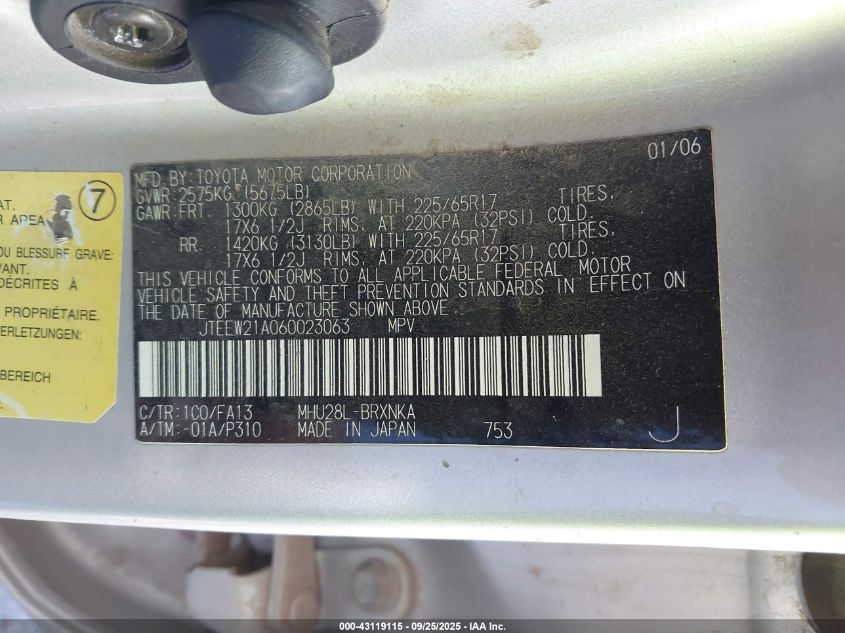 01/06
MFD. BY: TOYOTA MOTOR CORPORATION
GVWR: 2575KG (5675LB)
GAWR FRT. 1300KG (2865LB) WITH 225/65R17 TIRES,
17X6 1/2J RIMS, AT 220KPA (32PSI) COLD.
RR. 1420KG (3130LB) WITH 225/65R17 TIRES,
17X6 1/2J RIMS, AT 220KPA (32PSI) COLD.
THIS VEHICLE CONFORMS TO ALL APPLICABLE FEDERAL MOTOR
VEHICLE SAFETY AND THEFT PREVENTION STANDARDS IN EFFECT ON
THE DATE OF MANUFACTURE SHOWN ABOVE.
JTEEW21A060023063 MPV
C/TR: 1C0/FA13 MHU28L-BRXNKA
A/TM: -01A/P310 MADE IN JAPAN 753 J
AT. 7
R AREA
OU BLESSURE GRAVE:
VANT.
DÉCRITES À
PROPRIÉTAIRE.
ERLETZUNGEN:
BEREICH
000-43119115 - 09/25/2025 - IAA Inc.